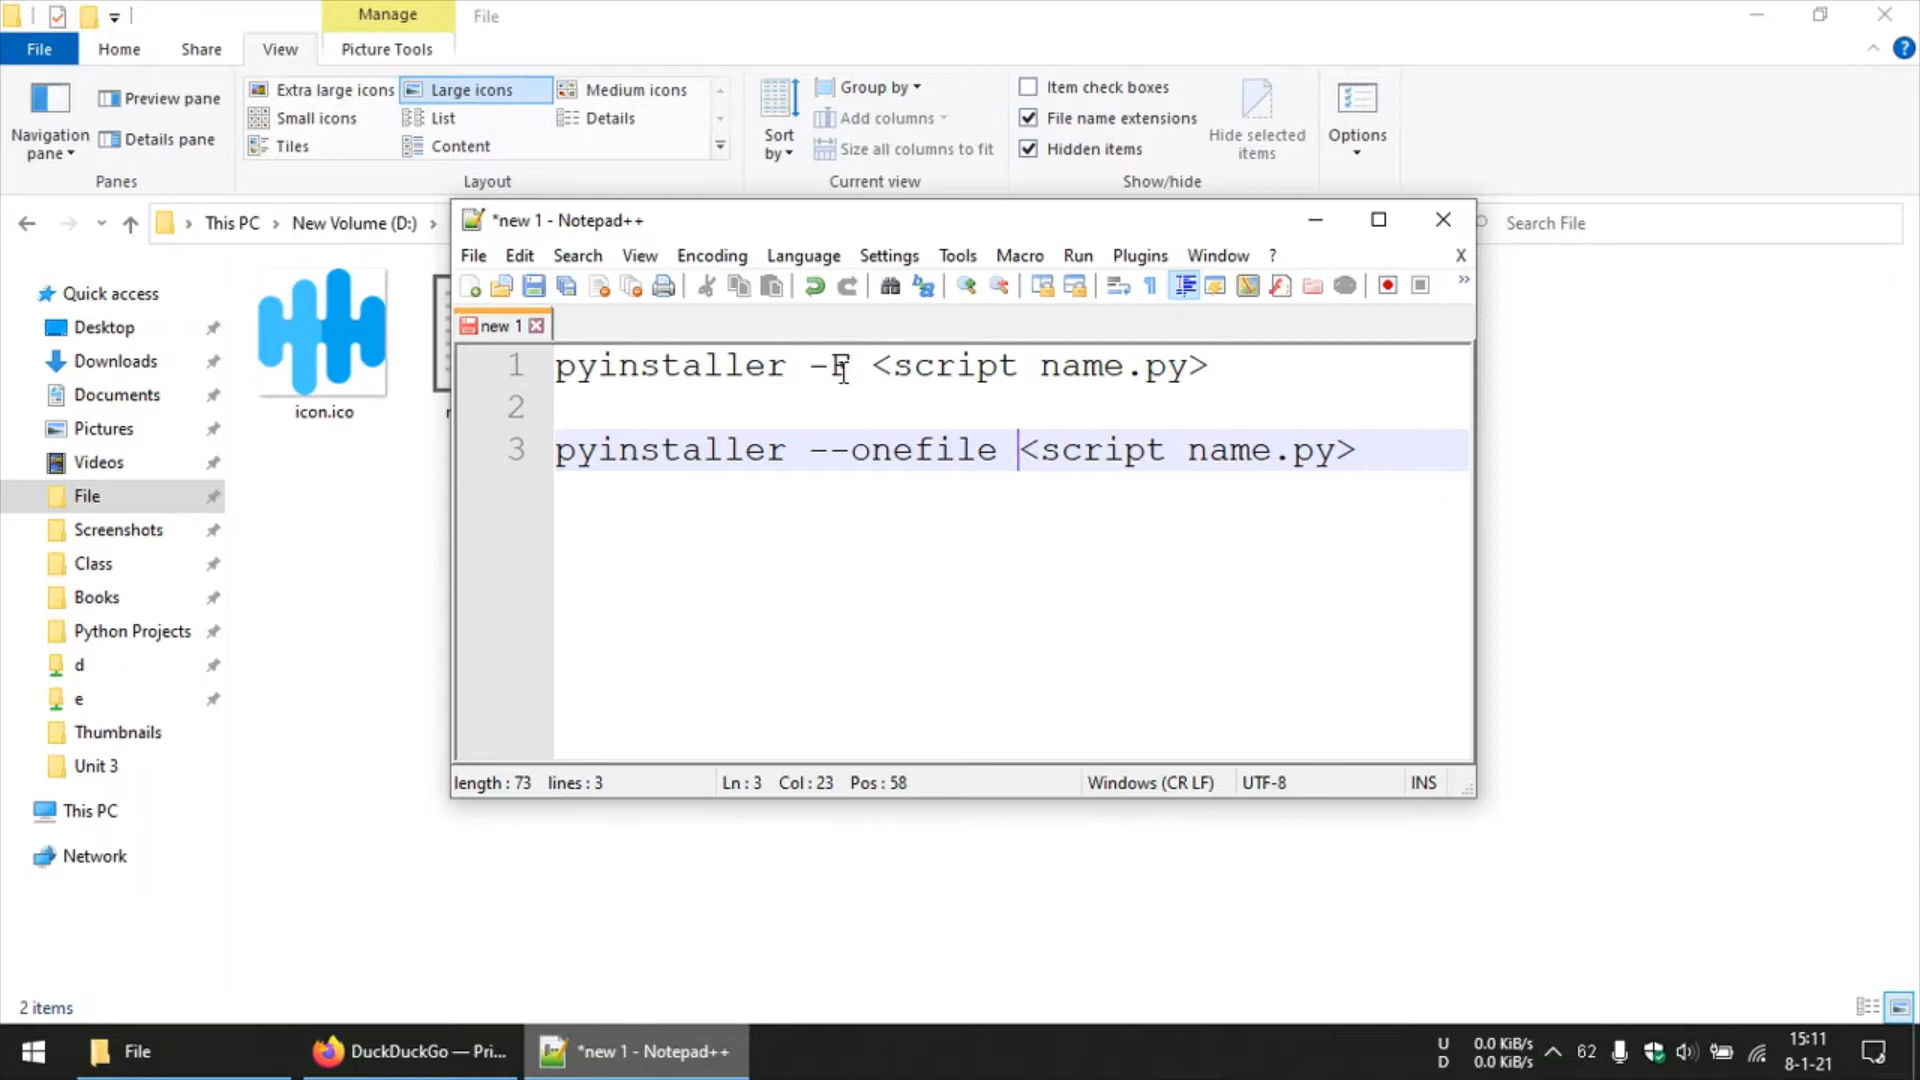 Manage
File
File
Home
Share
View
Picture Tools
Navigation pane
Preview pane
Details pane
Panes
Extra large icons
Large icons
Medium icons
Small icons
List
Details
Tiles
Content
Layout
Sort by
Group by
Add columns
Size all columns to fit
Current view
Item check boxes
File name extensions
Hidden items
Hide selected items
Show/hide
Options
This PC
New Volume (D:)
Search File
*new 1 - Notepad++
File Edit Search View Encoding Language Settings Tools Macro Run Plugins Window ?
X
new 1
1 pyinstaller -F <script name.py>
2
3 pyinstaller --onefile <script name.py>
length : 73 lines : 3 Ln : 3 Col : 23 Pos : 58 Windows (CR LF) UTF-8 INS
Quick access
Desktop
Downloads
Documents
Pictures
Videos
File
Screenshots
Class
Books
Python Projects
d
e
Thumbnails
Unit 3
This PC
Network
icon.ico
2 items
File
DuckDuckGo — Pri...
*new 1 - Notepad++
U 0.0 KiB/s
D 0.0 KiB/s
62
15:11
8-1-21